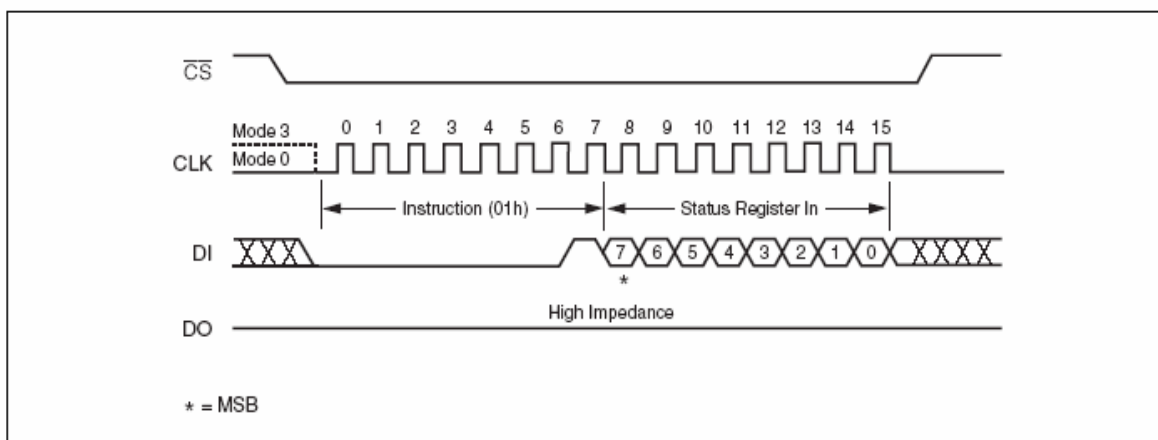 CS
Mode 3 0 1 2 3 4 5 6 7 8 9 10 11 12 13 14 15
Mode 0
CLK
Instruction (01h) Status Register In
DI 7 6 5 4 3 2 1 0
*
High Impedance
DO
* = MSB